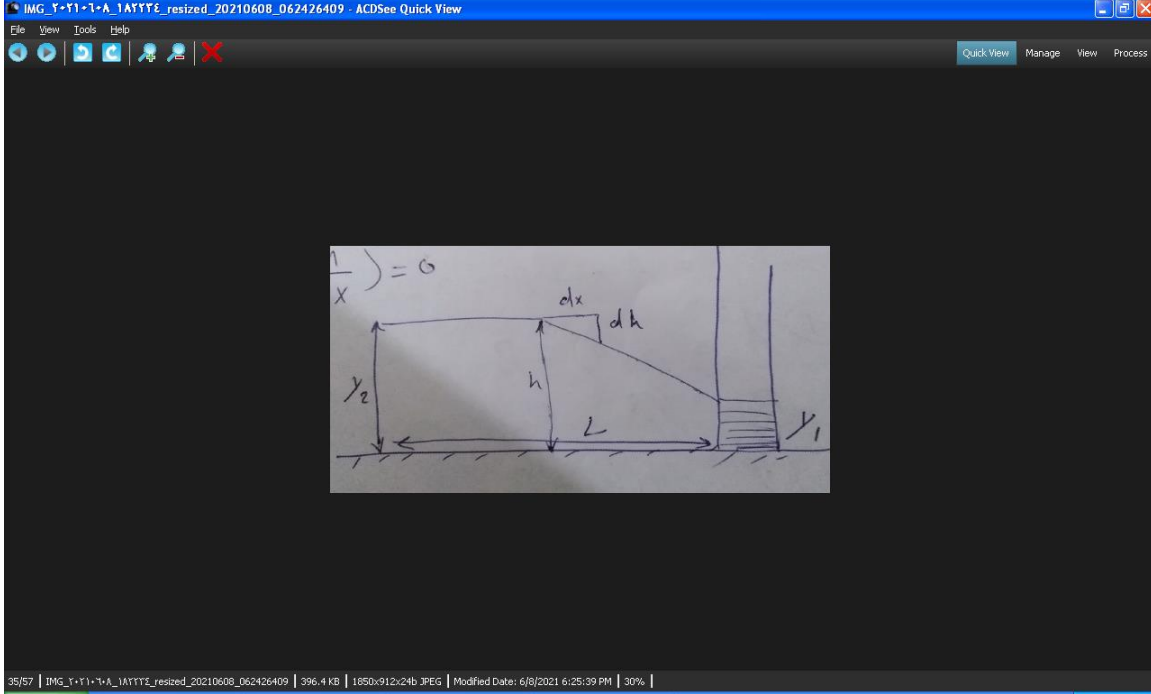 IMG_٢٠٢١٠٦٠٨_١٨٢٢٣٤_resized_20210608_062426409 - ACDSee Quick View
File View Tools Help
Quick View Manage View Process
x ) = 0
dx
dh
y2
h
L
y1
35/57 | IMG_٢٠٢١٠٦٠٨_١٨٢٢٣٤_resized_20210608_062426409 | 396.4 KB | 1850x912x24b JPEG | Modified Date: 6/8/2021 6:25:39 PM | 30% |